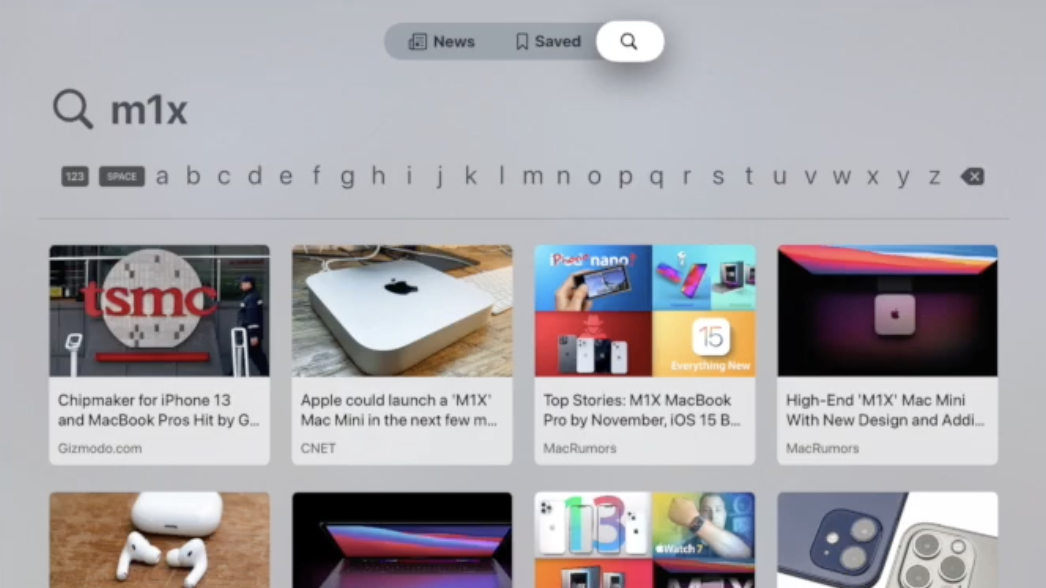 News
Saved
m1x
123 SPACE a b c d e f g h i j k l m n o p q r s t u v w x y z
tsmc
iPod nano
15
Everything New
Chipmaker for iPhone 13
and MacBook Pros Hit by G...
Gizmodo.com
Apple could launch a 'M1X'
Mac Mini in the next few m...
CNET
Top Stories: M1X MacBook
Pro by November, iOS 15 B...
MacRumors
High-End 'M1X' Mac Mini
With New Design and Addi...
MacRumors
13
Watch 7